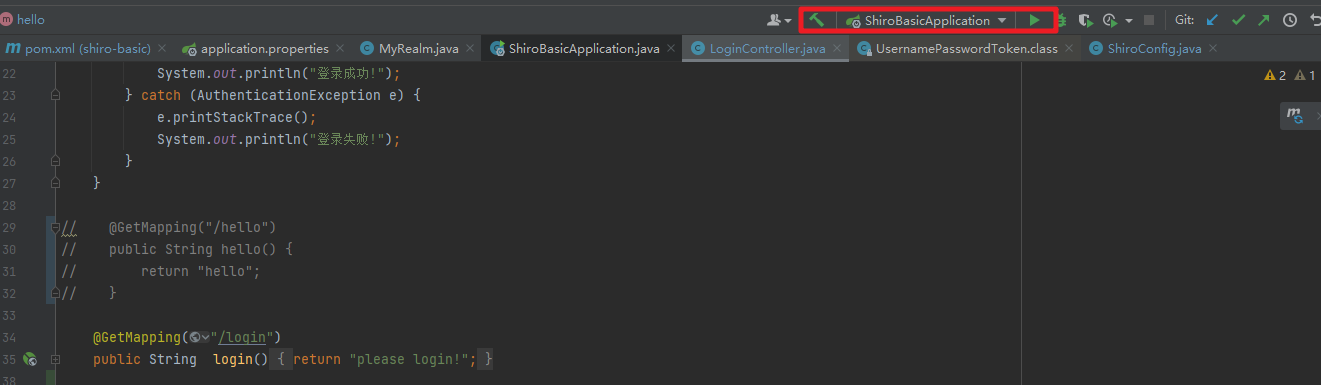 hello
ShiroBasicApplication
Git:
pom.xml (shiro-basic) application.properties MyRealm.java ShiroBasicApplication.java LoginController.java UsernamePasswordToken.class ShiroConfig.java
22 System.out.println("登录成功!");
2 1
23 } catch (AuthenticationException e) {
24 e.printStackTrace();
25 System.out.println("登录失败!");
26 }
27 }
28
29 // @GetMapping("/hello")
30 // public String hello() {
31 // return "hello";
32 // }
33
34 @GetMapping("/login")
35 public String login() { return "please login!"; }
38